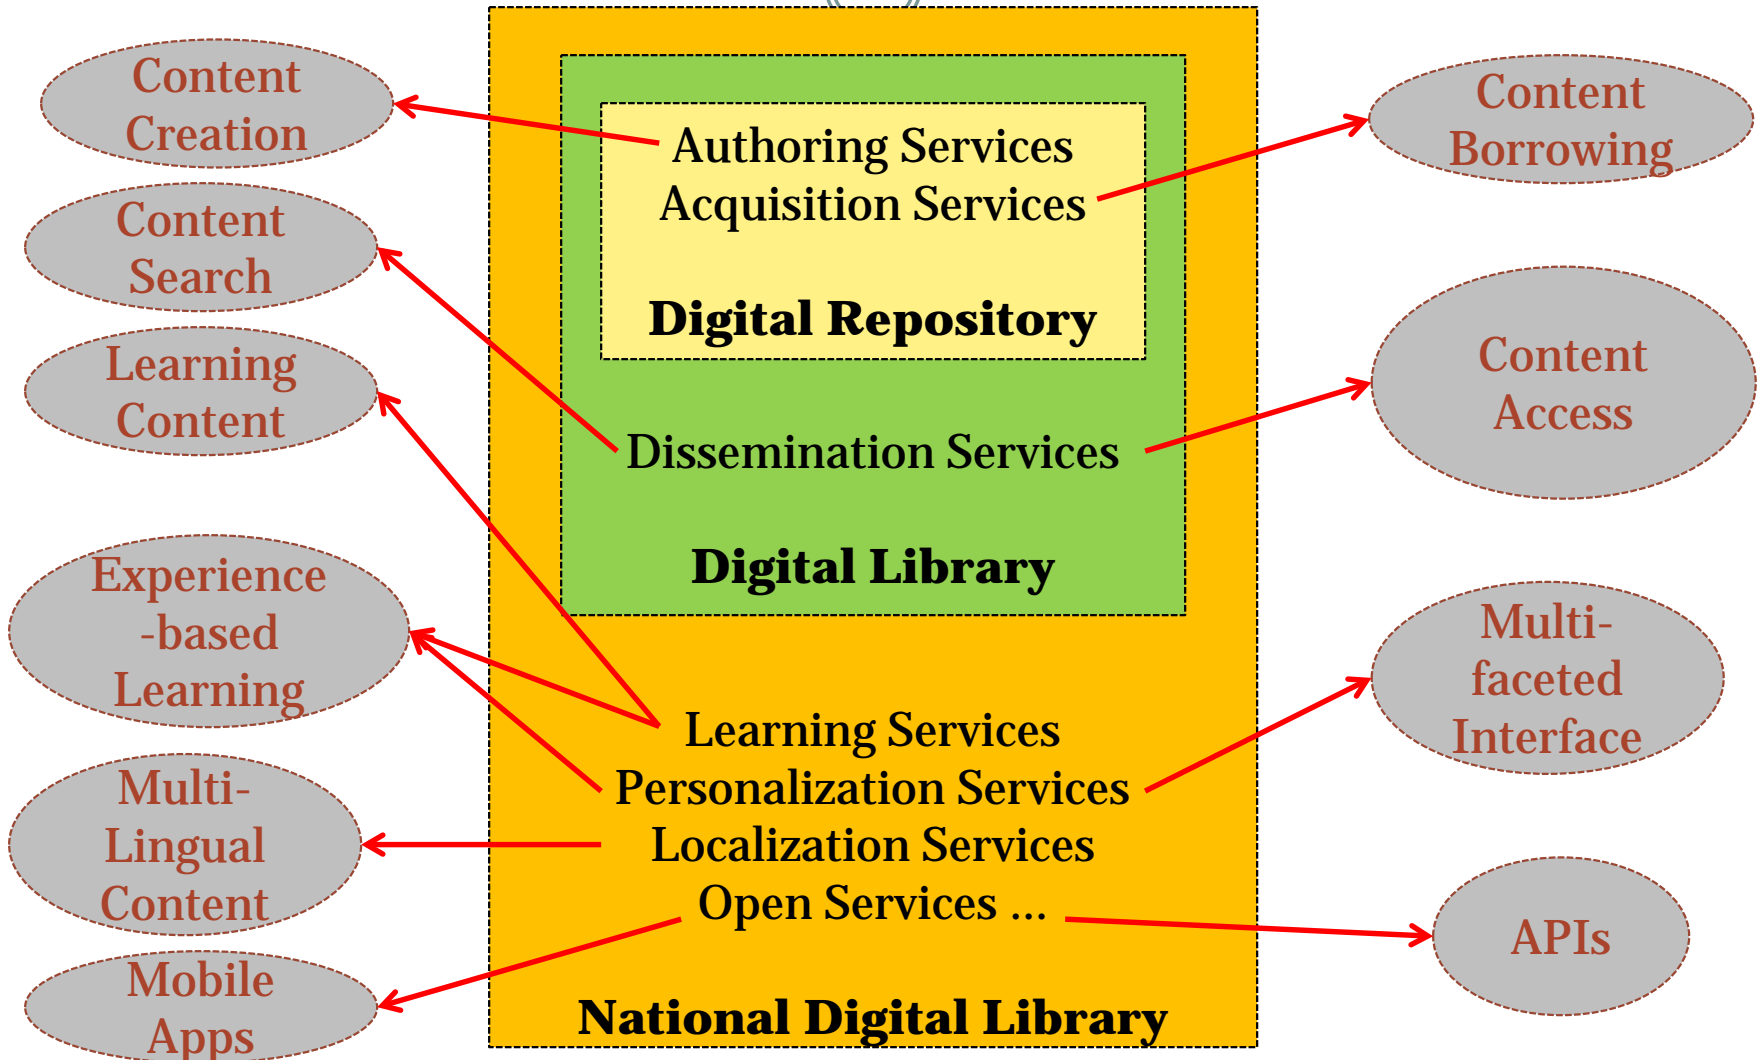 Content
Creation
Content
Search
Learning
Content
Experience
-based
Learning
Multi-
Lingual
Content
Mobile
Apps
Authoring Services
Acquisition Services
Digital Repository
Dissemination Services
Digital Library
Learning Services
Personalization Services
Localization Services
Open Services ...
National Digital Library
Content
Borrowing
Content
Access
Multi-
faceted
Interface
APIs